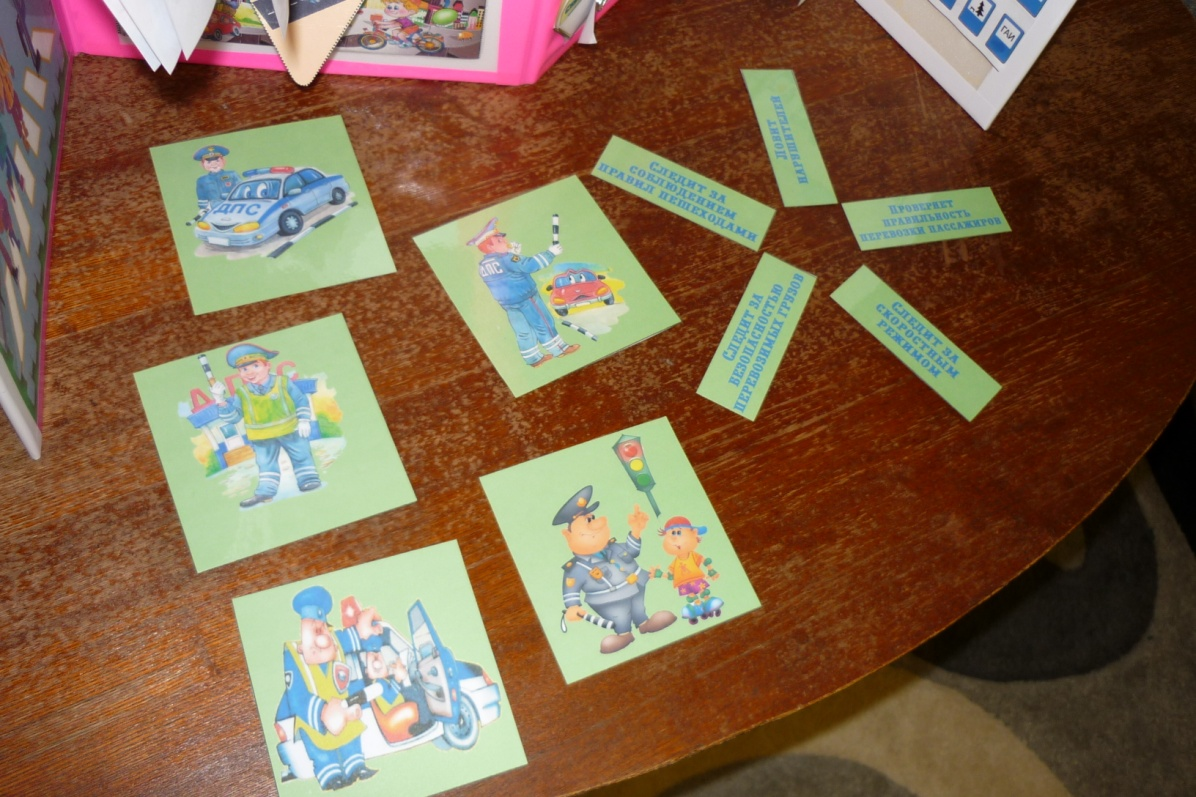 ГАИ
ЛОВИТ
НАРУШИТЕЛЕЙ
СЛЕДИТ ЗА
СОБЛЮДЕНИЕМ
ПРАВИЛ ПЕШЕХОДАМИ
ПРОВЕРЯЕТ
ПРАВИЛЬНОСТЬ
ПЕРЕВОЗКИ ПАССАЖИРОВ
СЛЕДИТ ЗА
БЕЗОПАСНОСТЬЮ
ПЕРЕВОЗИМЫХ ГРУЗОВ
СЛЕДИТ ЗА
СКОРОСТНЫМ
РЕЖИМОМ
ДПС
ДПС